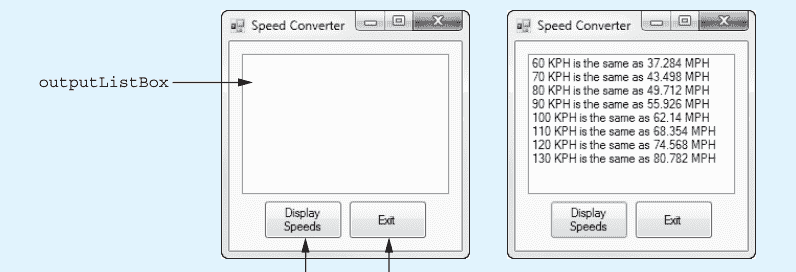 Speed Converter
outputListBox
Display
Speeds
Exit
Speed Converter
60 KPH is the same as 37.284 MPH
70 KPH is the same as 43.498 MPH
80 KPH is the same as 49.712 MPH
90 KPH is the same as 55.926 MPH
100 KPH is the same as 62.14 MPH
110 KPH is the same as 68.354 MPH
120 KPH is the same as 74.568 MPH
130 KPH is the same as 80.782 MPH
Display
Speeds
Exit